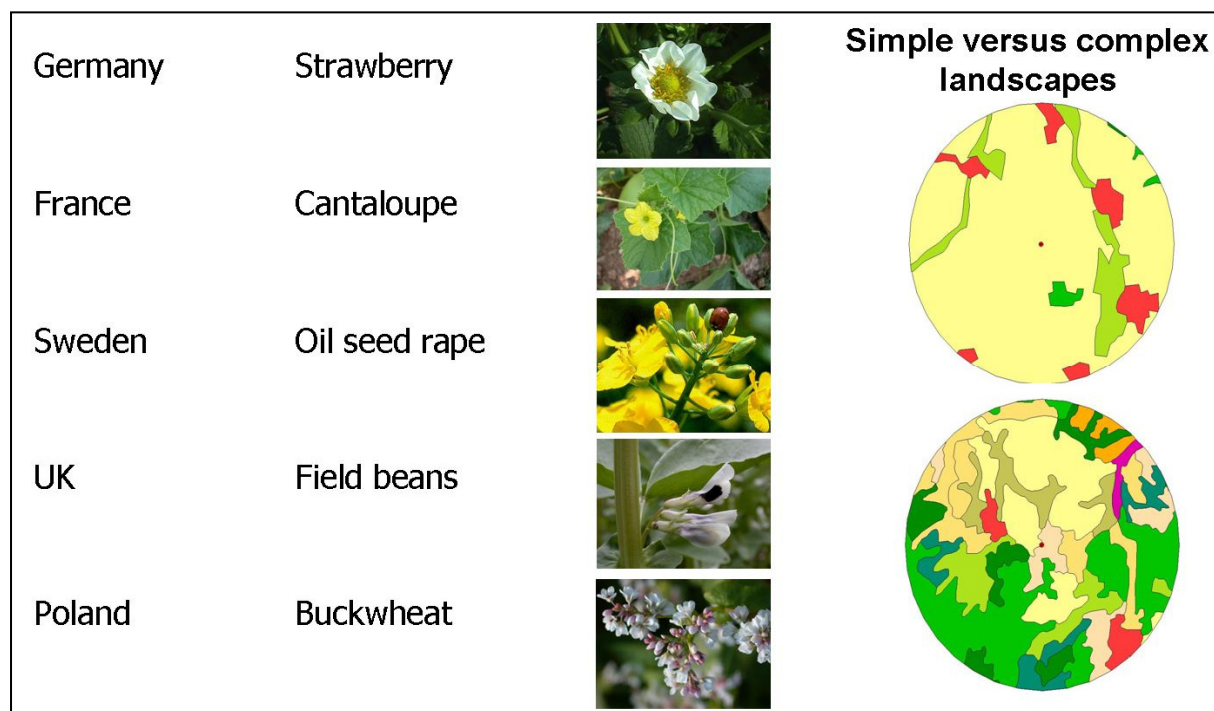 Germany Strawberry
France Cantaloupe
Sweden Oil seed rape
UK Field beans
Poland Buckwheat
Simple versus complex
landscapes